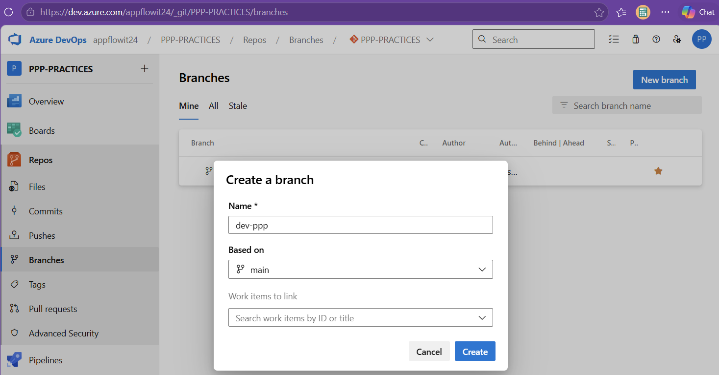 https://dev.azure.com/appflowit24/_git/PPP-PRACTICES/branches
Chat
Azure DevOps appflowit24 / PPP-PRACTICES / Repos / Branches / PPP-PRACTICES
Search
PP
P PPP-PRACTICES +
Overview
Boards
Repos
Files
Commits
Pushes
Branches
Tags
Pull requests
Advanced Security
Pipelines
Branches
New branch
Mine All Stale
Search branch name
Branch C.. Author Aut... Behind | Ahead S.. P..
s...
Create a branch
Name *
dev-ppp
Based on
main
Work items to link
Search work items by ID or title
Cancel Create